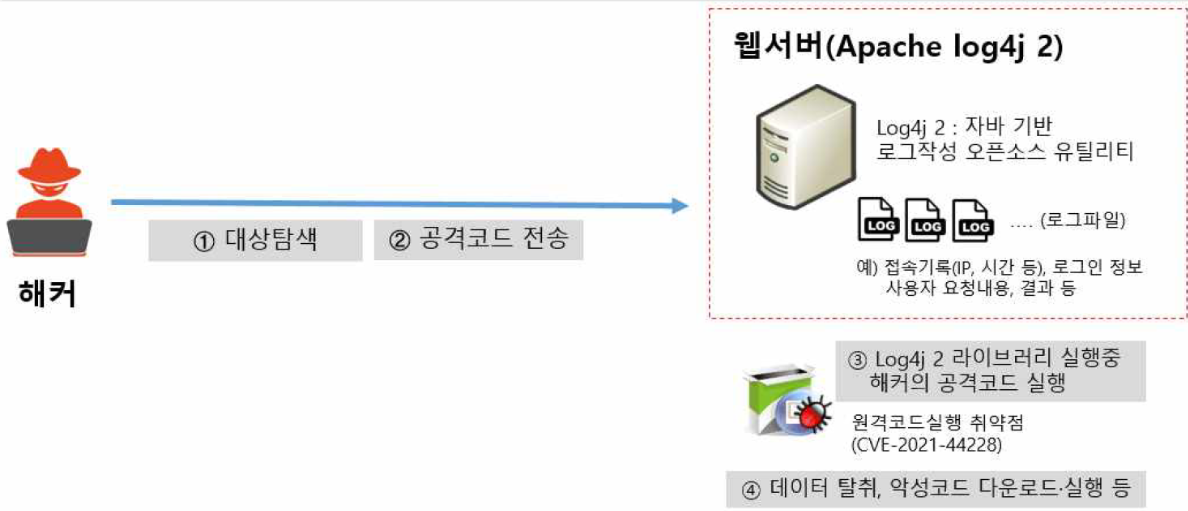 웹서버(Apache log4j 2)
Log4j 2 : 자바 기반
로그작성 오픈소스 유틸리티
① 대상탐색
② 공격코드 전송
해커
LOG LOG LOG .... (로그파일)
예) 접속기록(IP, 시간 등), 로그인 정보
사용자 요청내용, 결과 등
③ Log4j 2 라이브러리 실행중
해커의 공격코드 실행
원격코드실행 취약점
(CVE-2021-44228)
④ 데이터 탈취, 악성코드 다운로드·실행 등